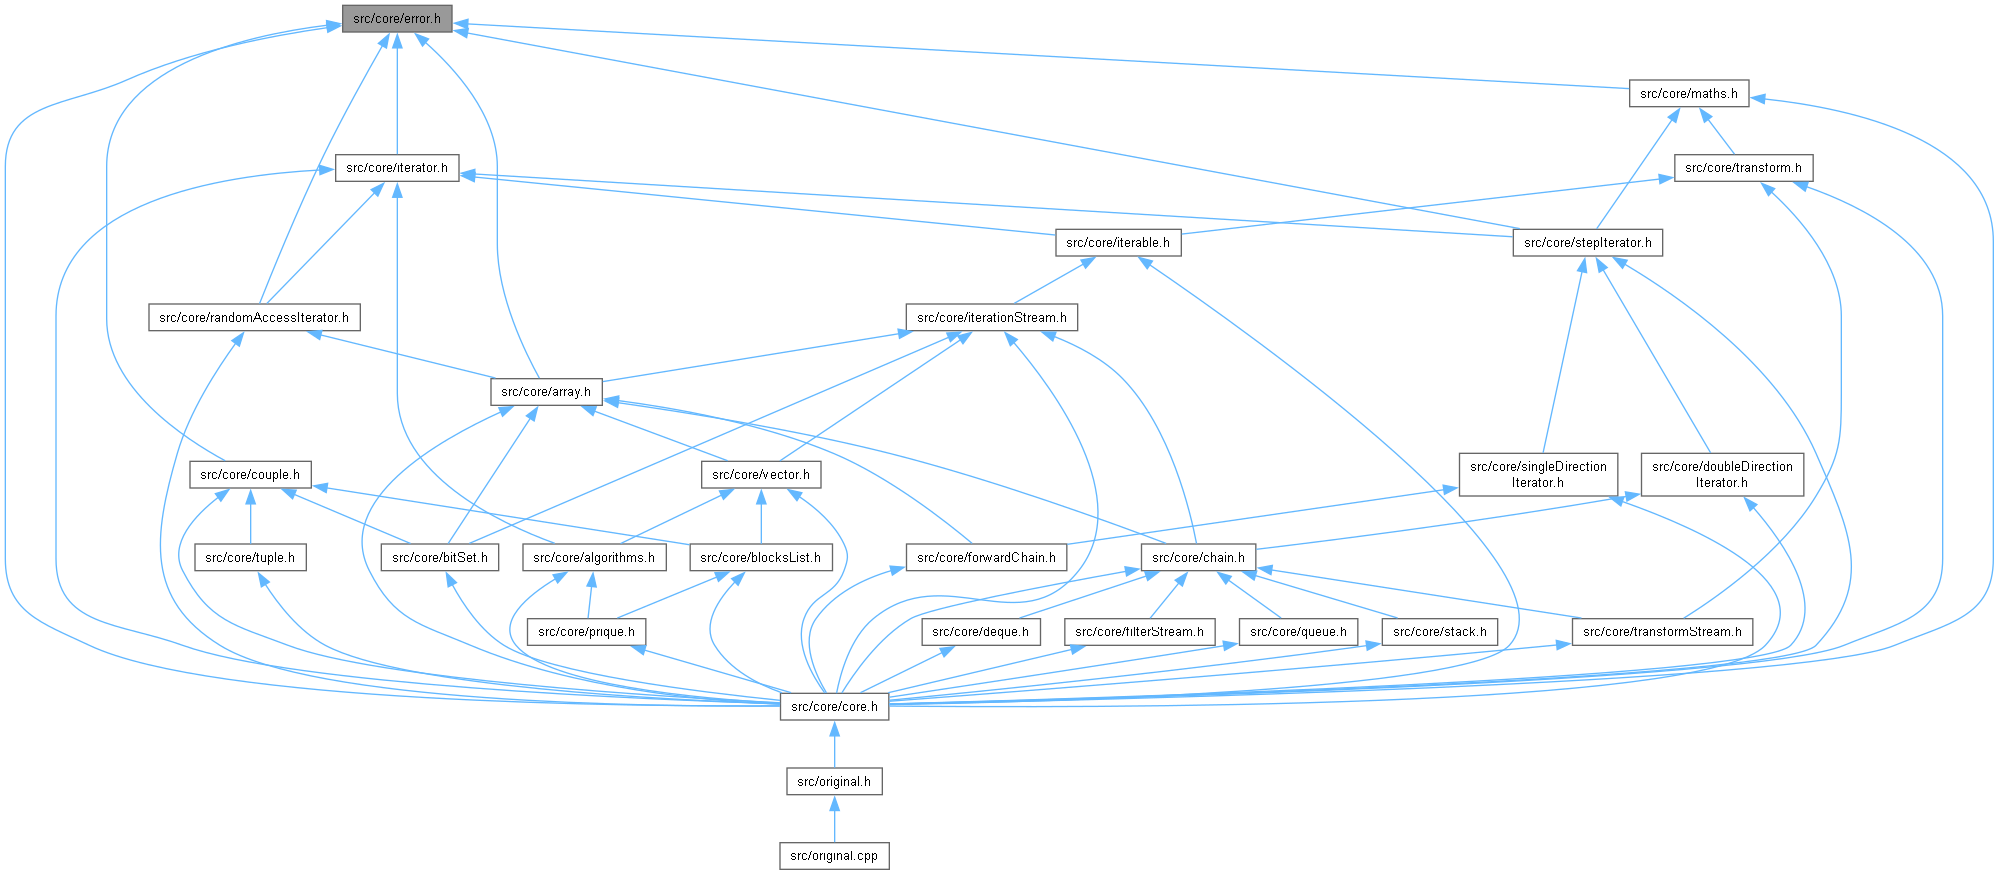 src/core/error.h
src/core/maths.h
src/core/iterator.h
src/core/transform.h
src/core/iterable.h
src/core/stepIterator.h
src/core/randomAccessIterator.h
src/core/iterationStream.h
src/core/array.h
src/core/couple.h
src/core/vector.h
src/core/singleDirection
Iterator.h
src/core/doubleDirection
Iterator.h
src/core/tuple.h
src/core/bitSet.h
src/core/algorithms.h
src/core/blocksList.h
src/core/forwardChain.h
src/core/chain.h
src/core/prique.h
src/core/deque.h
src/core/filterStream.h
src/core/queue.h
src/core/stack.h
src/core/transformStream.h
src/core/core.h
src/original.h
src/original.cpp